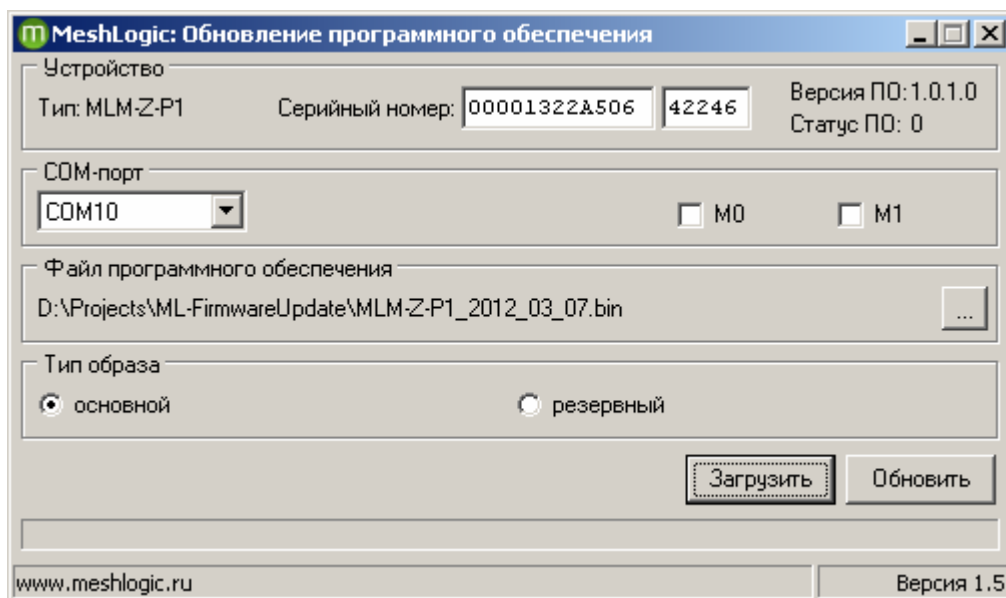 MeshLogic: Обновление программного обеспечения
Устройство
Тип: MLM-Z-P1 Серийный номер: 00001322A506 42246 Версия ПО:1.0.1.0
Статус ПО: 0
COM-порт
COM10 M0 M1
Файл программного обеспечения
D:\Projects\ML-FirmwareUpdate\MLM-Z-P1_2012_03_07.bin ...
Тип образа
основной резервный
Загрузить Обновить
www.meshlogic.ru Версия 1.5